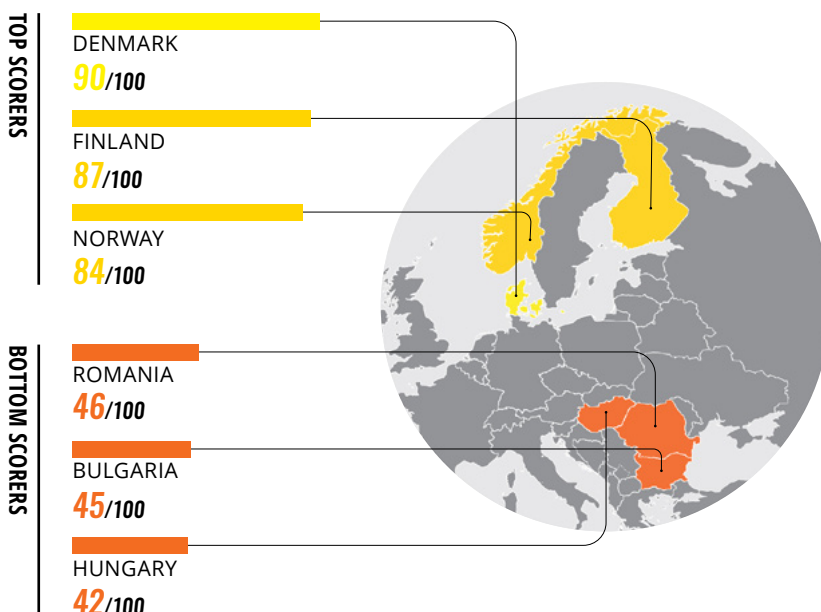 TOP SCORERS
DENMARK
90/100
FINLAND
87/100
NORWAY
84/100
BOTTOM SCORERS
ROMANIA
46/100
BULGARIA
45/100
HUNGARY
42/100